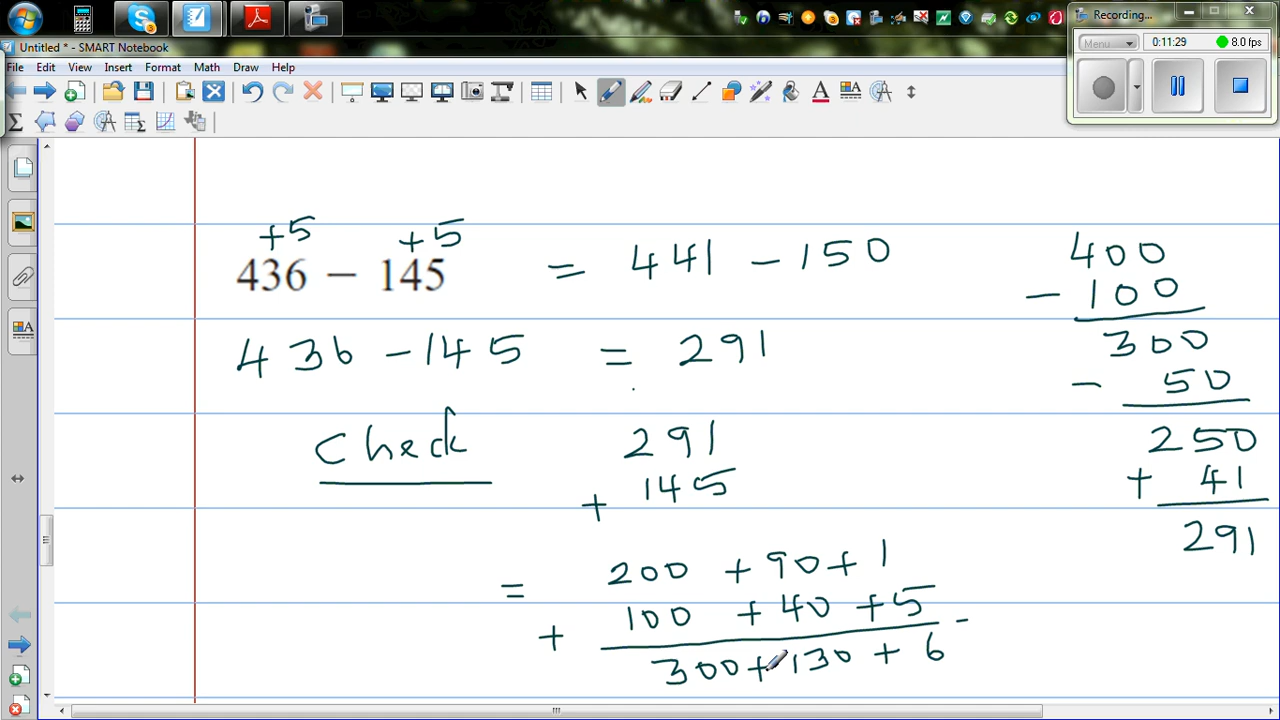 Recording...
Menu
0:11:29
8.0 fps
Untitled * - SMART Notebook
File Edit View Insert Format Math Draw Help
+5 +5
436 − 145 = 441 - 150
436 - 145 = 291
Check
291
+ 145
= 200 + 90 + 1
+ 100 + 40 + 5 -
300 + 130 + 6
400
- 100
300
- 50
250
+ 41
291